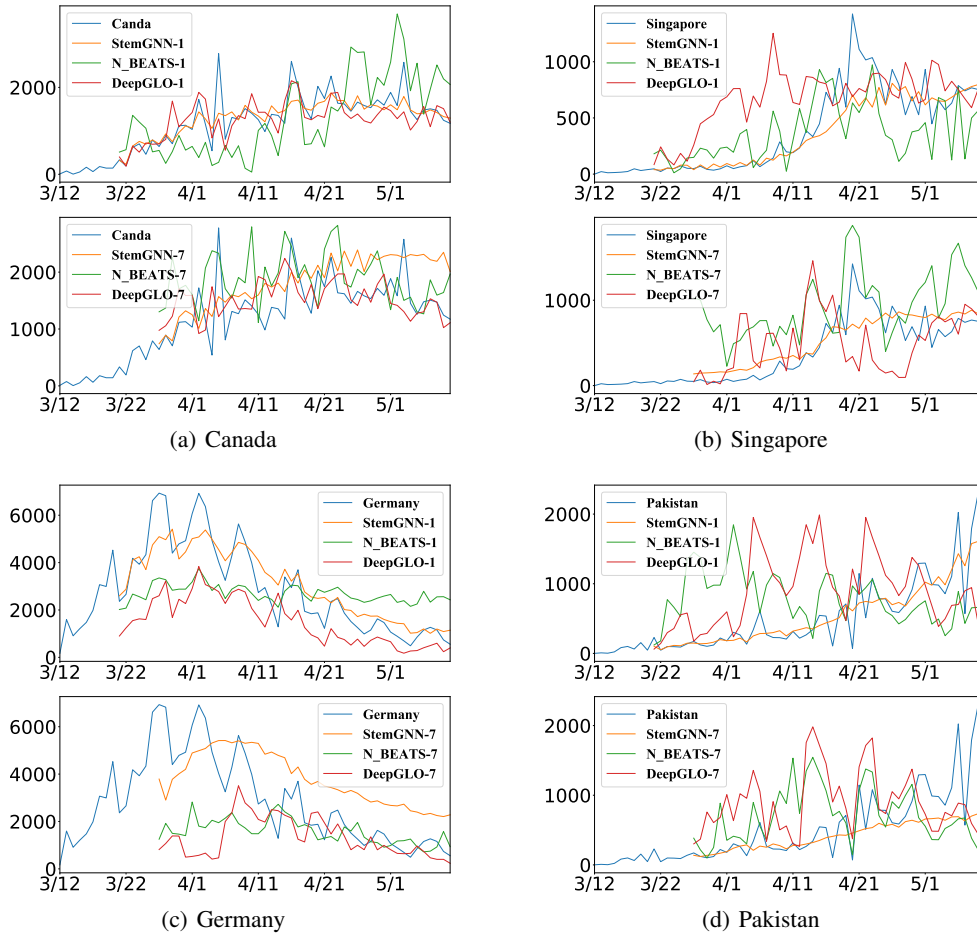 Canda
StemGNN-1
N_BEATS-1
DeepGLO-1
2000
1000
0
3/12 3/22 4/1 4/11 4/21 5/1
Singapore
StemGNN-1
N_BEATS-1
DeepGLO-1
1000
500
0
3/12 3/22 4/1 4/11 4/21 5/1
Canda
StemGNN-7
N_BEATS-7
DeepGLO-7
2000
1000
0
3/12 3/22 4/1 4/11 4/21 5/1
(a) Canada
Singapore
StemGNN-7
N_BEATS-7
DeepGLO-7
1000
0
3/12 3/22 4/1 4/11 4/21 5/1
(b) Singapore
Germany
StemGNN-1
N_BEATS-1
DeepGLO-1
6000
4000
2000
0
3/12 3/22 4/1 4/11 4/21 5/1
Pakistan
StemGNN-1
N_BEATS-1
DeepGLO-1
2000
1000
0
3/12 3/22 4/1 4/11 4/21 5/1
Germany
StemGNN-7
N_BEATS-7
DeepGLO-7
6000
4000
2000
0
3/12 3/22 4/1 4/11 4/21 5/1
(c) Germany
Pakistan
StemGNN-7
N_BEATS-7
DeepGLO-7
2000
1000
0
3/12 3/22 4/1 4/11 4/21 5/1
(d) Pakistan